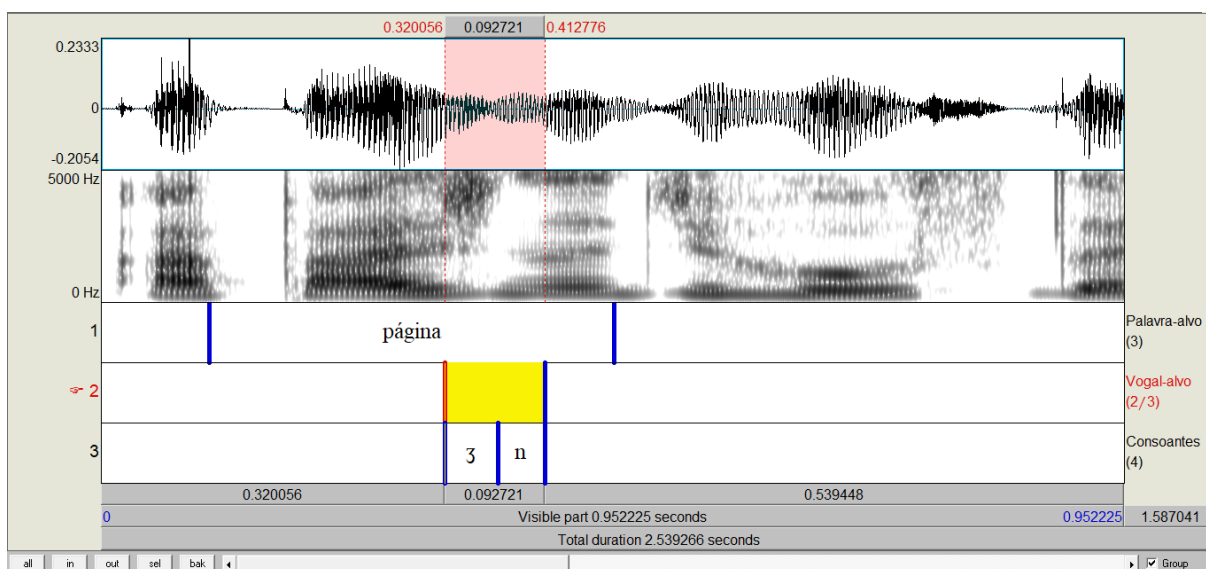 0.320056 0.092721 0.412776
0.2333
0
-0.2054
5000 Hz
0 Hz
1 página Palavra-alvo
(3)
☞ 2 Vogal-alvo
(2/3)
3 ʒ n Consoantes
(4)
0.320056 0.092721 0.539448
0 Visible part 0.952225 seconds 0.952225 1.587041
Total duration 2.539266 seconds
all in out sel bak Group